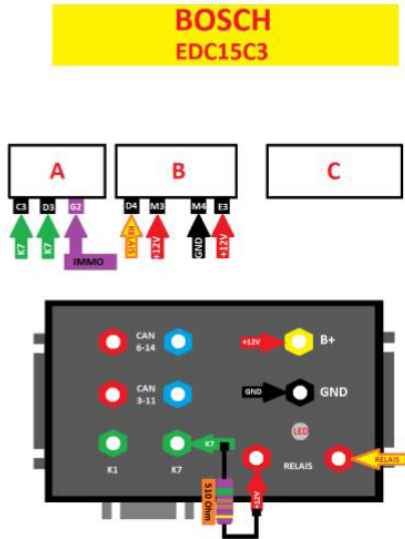 BOSCH
EDC15C3
A B C
C3 D3 G2 D4 M3 M4 E3
K7 K7 IMMO RELAIS +12V GND +12V
CAN
6-14
+12V B+
CAN
3-11
GND GND
LED
K7
K1 K7 RELAIS RELAIS
510 Ohm
+12V